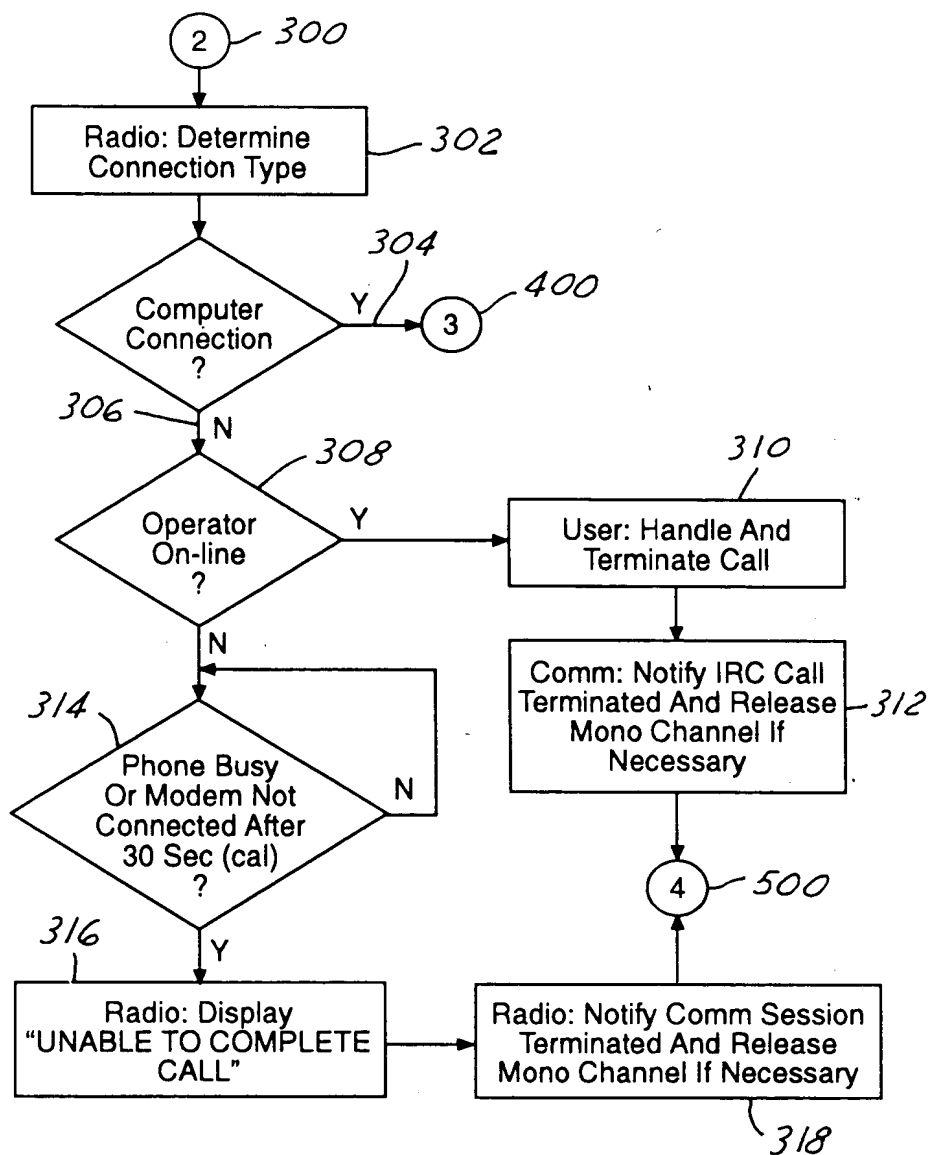 2
300
Radio: Determine
Connection Type
302
304
Computer
Connection
?
Y
3
400
306
N
308
Operator
On-line
?
Y
310
User: Handle And
Terminate Call
N
Comm: Notify IRC Call
Terminated And Release
Mono Channel If
Necessary
312
314
Phone Busy
Or Modem Not
Connected After
30 Sec (cal)
?
N
4
500
316
Y
Radio: Display
“UNABLE TO COMPLETE
CALL”
Radio: Notify Comm Session
Terminated And Release
Mono Channel If Necessary
318